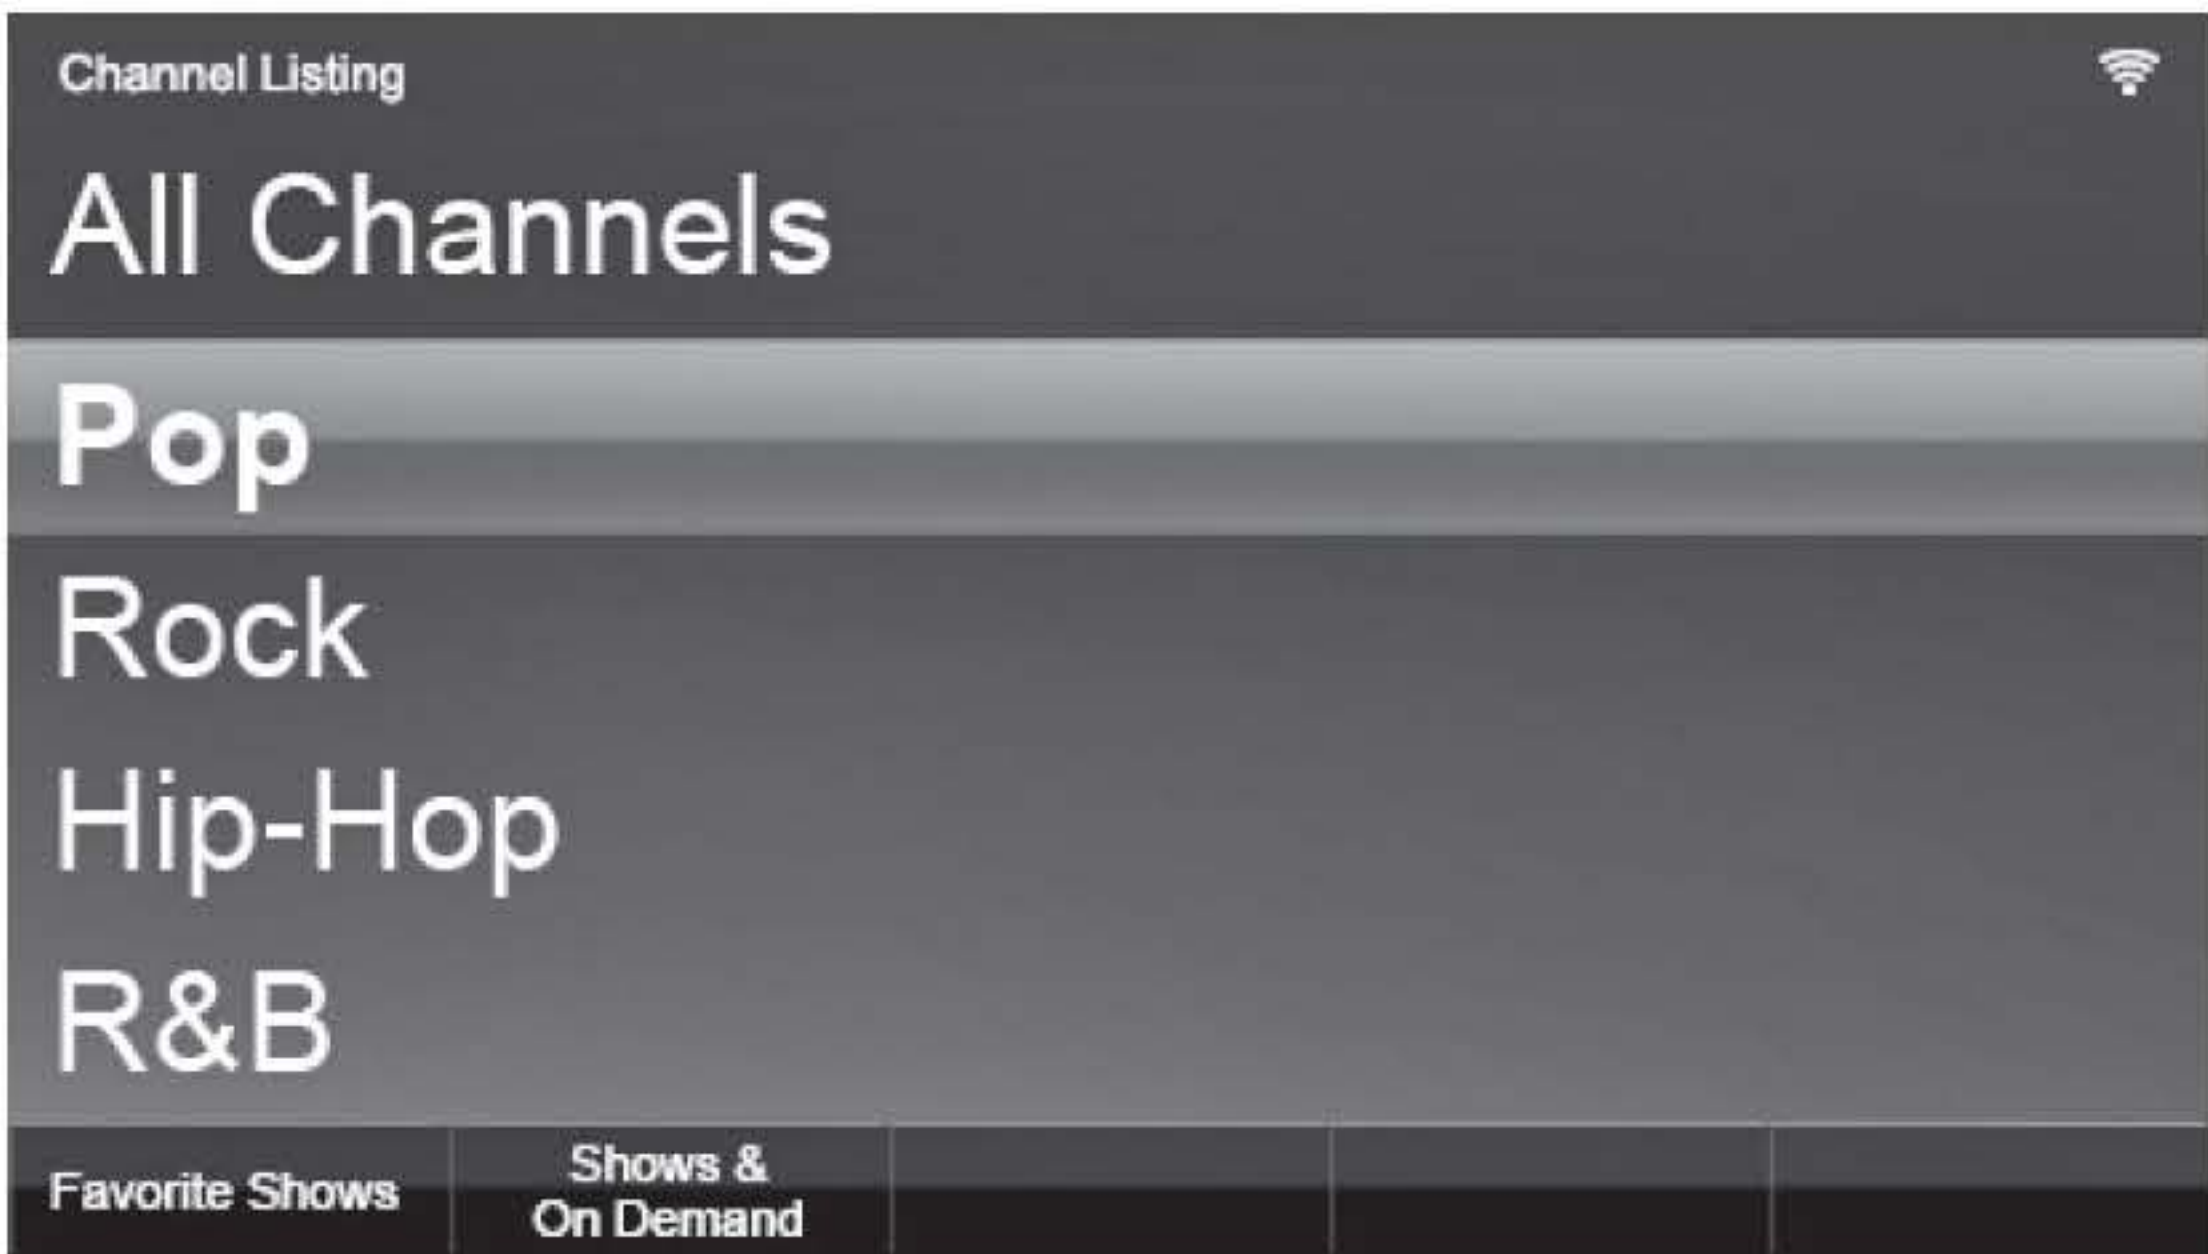 Channel Listing
All Channels
Pop
Rock
Hip-Hop
R&B
Favorite Shows
Shows &
On Demand